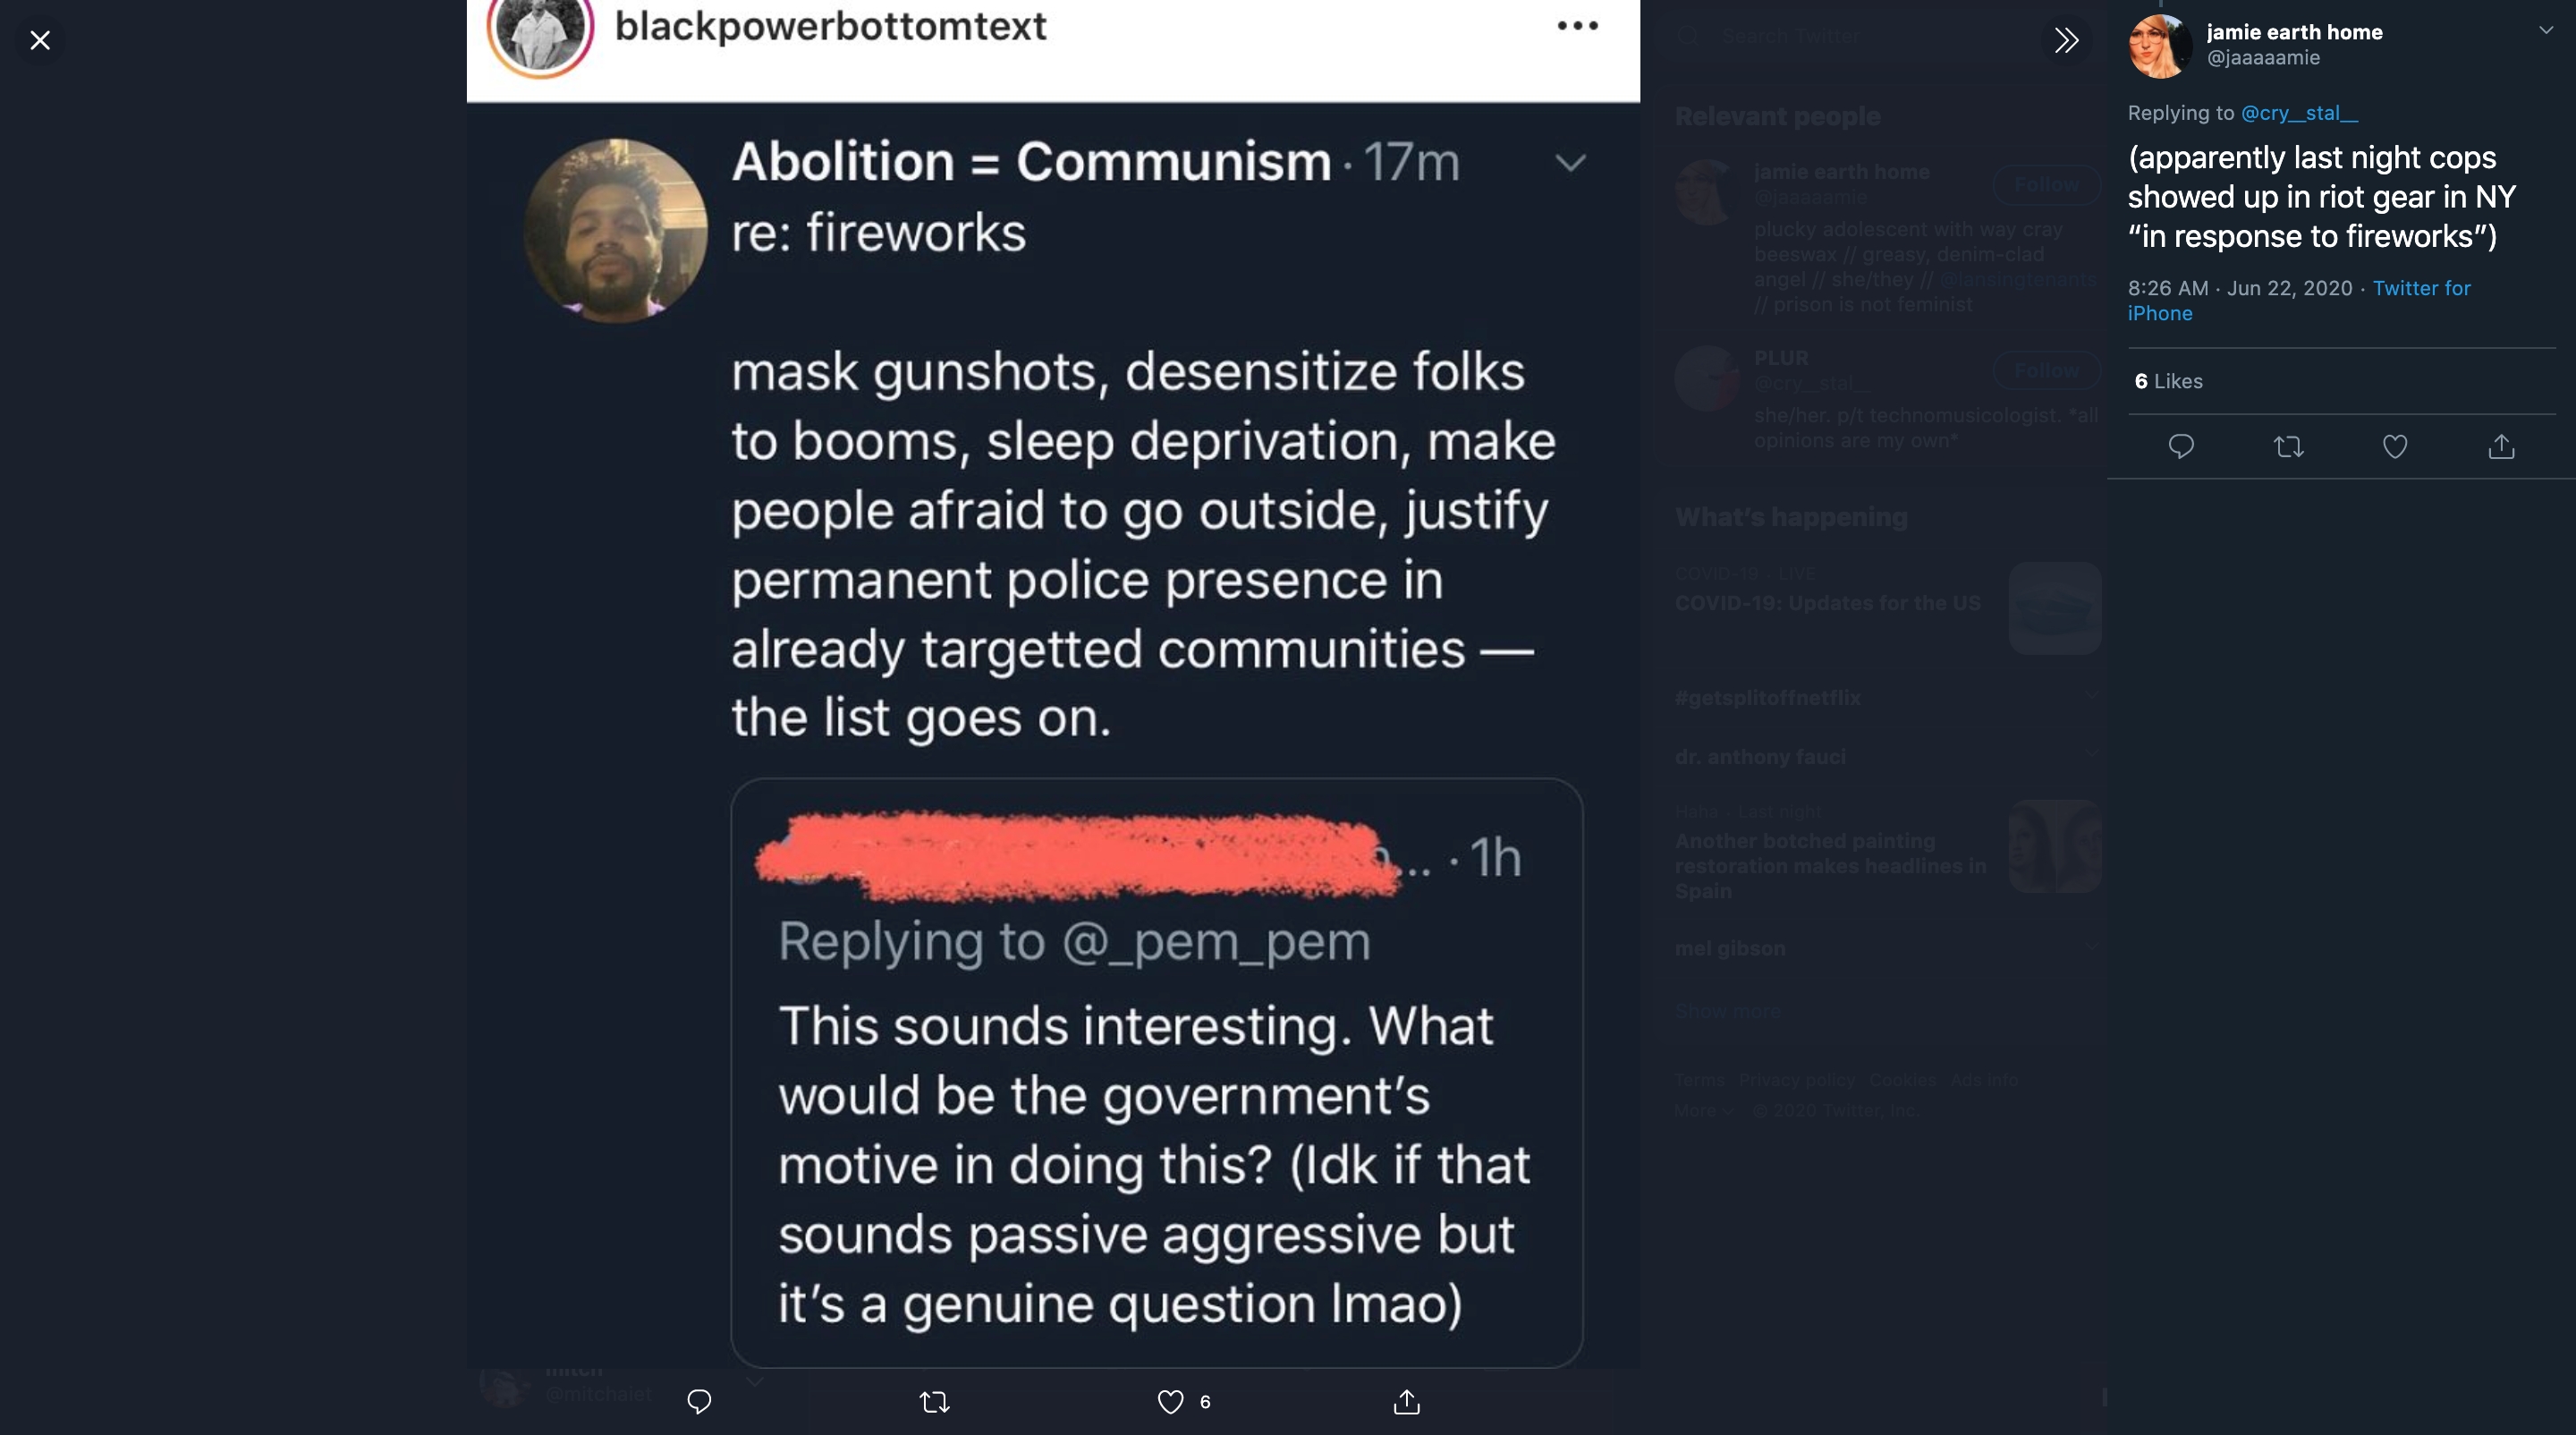 blackpowerbottomtext
Abolition = Communism · 17m
re: fireworks
mask gunshots, desensitize folks
to booms, sleep deprivation, make
people afraid to go outside, justify
permanent police presence in
already targetted communities —
the list goes on.
... · 1h
Replying to @_pem_pem
This sounds interesting. What
would be the government's
motive in doing this? (Idk if that
sounds passive aggressive but
it's a genuine question lmao)
mitch
@mitchalet
6
Search Twitter
Relevant people
jamie earth home
@jaaaaamie
Follow
plucky adolescent with way cray
beeswax // greasy, denim-clad
angel // she/they // @lansingtenants
// prison is not feminist
PLUR
@cry__stal__
Follow
she/her. p/t technomusicologist. *all
opinions are my own*
What's happening
COVID-19 · LIVE
COVID-19: Updates for the US
#getsplitoffnetflix
dr. anthony fauci
Haha · Last night
Another botched painting
restoration makes headlines in
Spain
mel gibson
Show more
Terms Privacy policy Cookies Ads info
More © 2020 Twitter, Inc.
jamie earth home
@jaaaaamie
Replying to @cry__stal__
(apparently last night cops
showed up in riot gear in NY
“in response to fireworks”)
8:26 AM · Jun 22, 2020 · Twitter for
iPhone
6 Likes